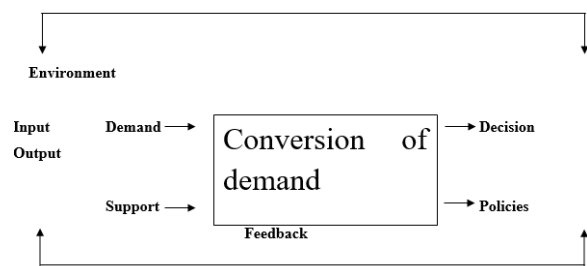 Environment
Input Demand Conversion of Decision
Output demand
Support Policies
Feedback